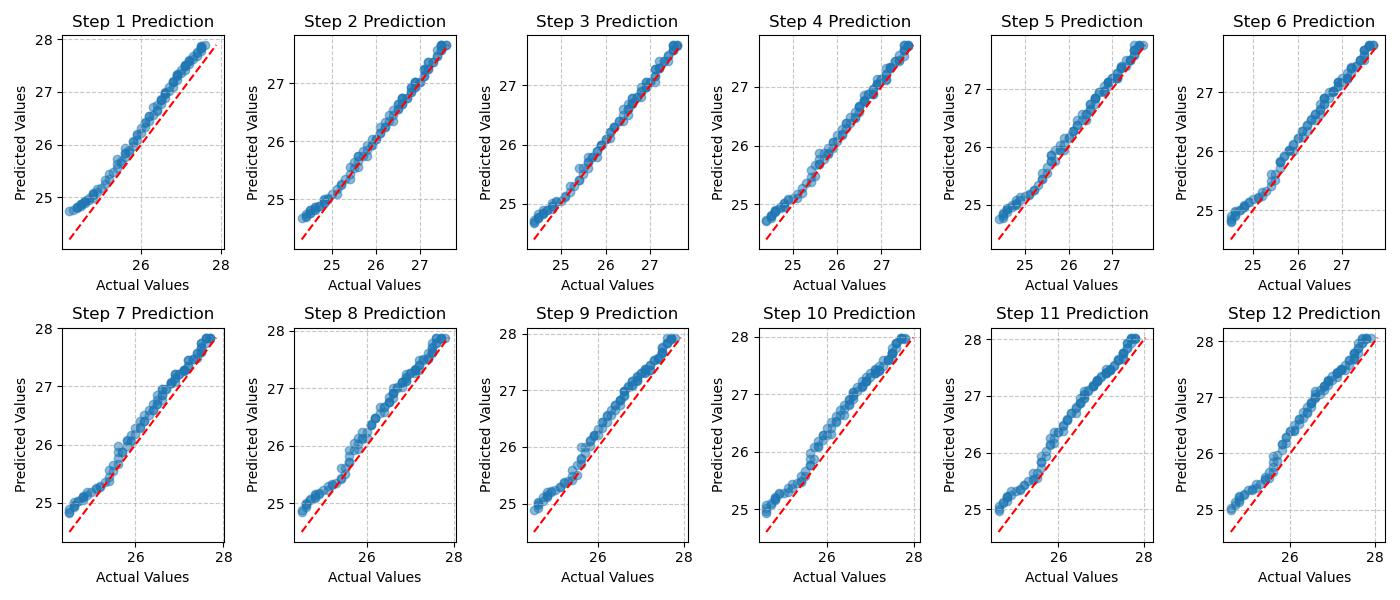 Step 1 Prediction
Predicted Values
28
27
26
25
26
28
Actual Values
Step 2 Prediction
Predicted Values
27
26
25
25
26
27
Actual Values
Step 3 Prediction
Predicted Values
27
26
25
25
26
27
Actual Values
Step 4 Prediction
Predicted Values
27
26
25
25
26
27
Actual Values
Step 5 Prediction
Predicted Values
27
26
25
25
26
27
Actual Values
Step 6 Prediction
Predicted Values
27
26
25
25
26
27
Actual Values
Step 7 Prediction
Predicted Values
28
27
26
25
26
28
Actual Values
Step 8 Prediction
Predicted Values
28
27
26
25
26
28
Actual Values
Step 9 Prediction
Predicted Values
28
27
26
25
26
28
Actual Values
Step 10 Prediction
Predicted Values
28
27
26
25
26
28
Actual Values
Step 11 Prediction
Predicted Values
28
27
26
25
26
28
Actual Values
Step 12 Prediction
Predicted Values
28
27
26
25
26
28
Actual Values